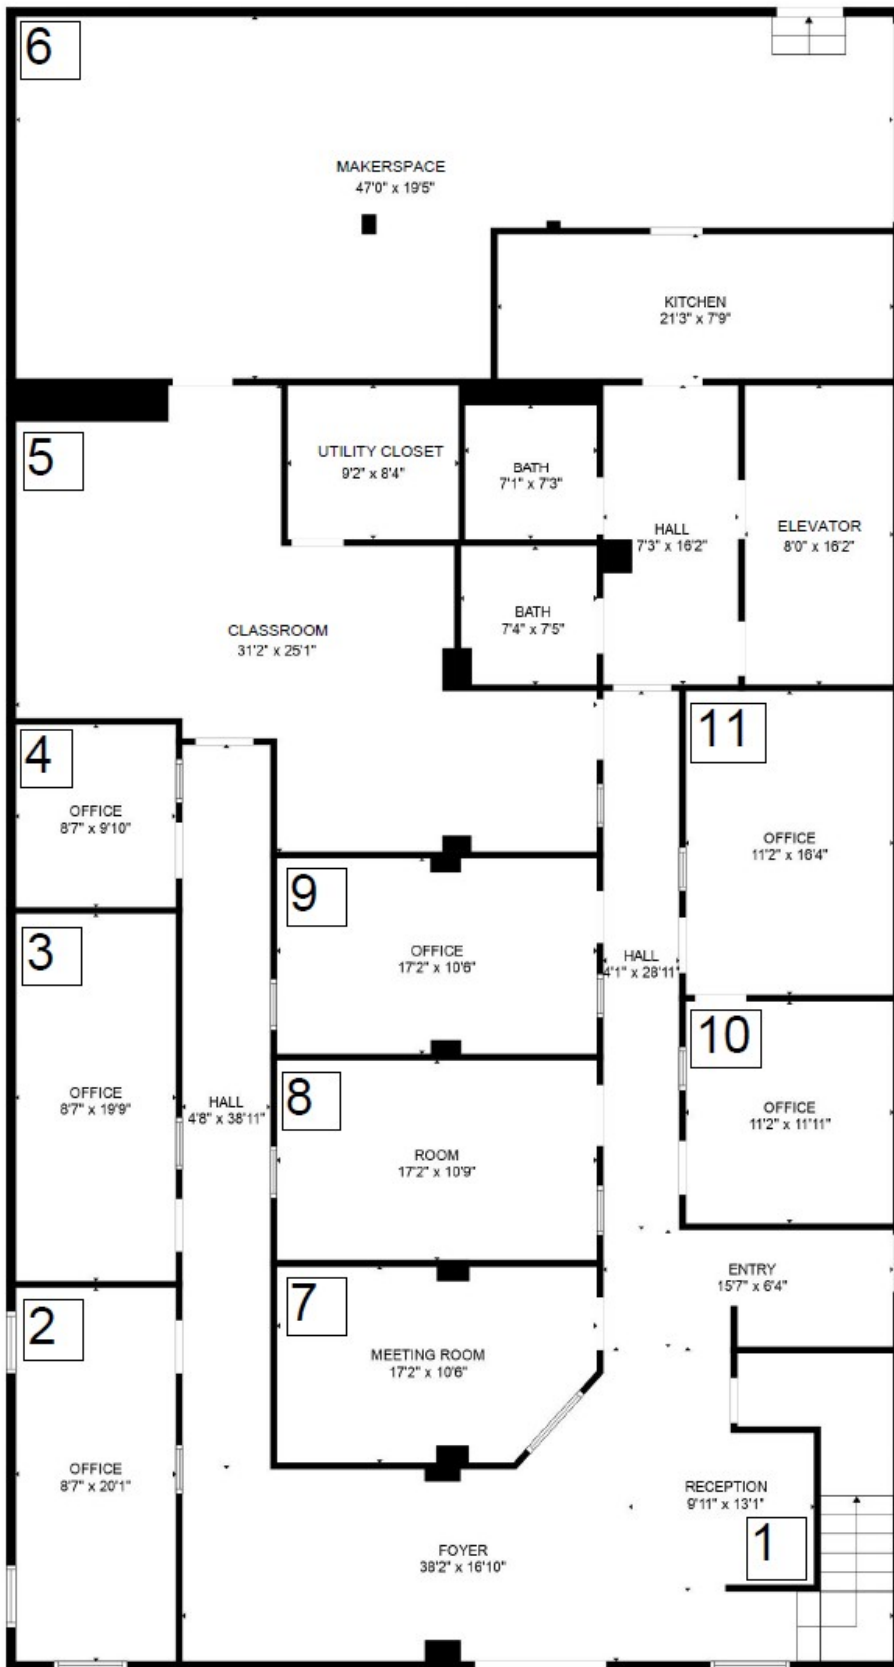 6
MAKERSPACE
47'0" x 19'5"
KITCHEN
21'3" x 7'9"
5
UTILITY CLOSET
9'2" x 8'4"
BATH
7'1" x 7'3"
HALL
7'3" x 16'2"
ELEVATOR
8'0" x 16'2"
BATH
7'4" x 7'5"
CLASSROOM
31'2" x 25'1"
4
OFFICE
8'7" x 9'10"
11
OFFICE
11'2" x 16'4"
9
OFFICE
17'2" x 10'6"
HALL
4'1" x 28'11"
3
OFFICE
8'7" x 19'9"
HALL
4'8" x 38'11"
10
OFFICE
11'2" x 11'11"
8
ROOM
17'2" x 10'9"
ENTRY
15'7" x 6'4"
7
MEETING ROOM
17'2" x 10'6"
2
OFFICE
8'7" x 20'1"
RECEPTION
9'11" x 13'1"
1
FOYER
38'2" x 16'10"